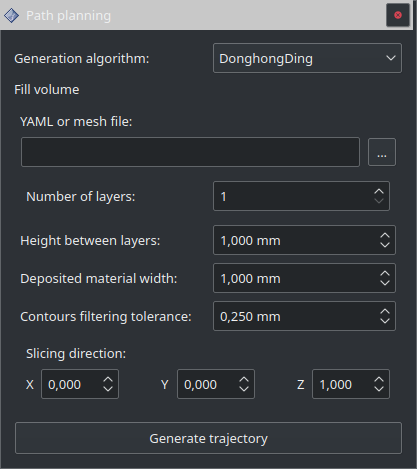 Path planning
Generation algorithm: DonghongDing
Fill volume
YAML or mesh file:
...
Number of layers: 1
Height between layers: 1,000 mm
Deposited material width: 1,000 mm
Contours filtering tolerance: 0,250 mm
Slicing direction:
X 0,000 Y 0,000 Z 1,000
Generate trajectory